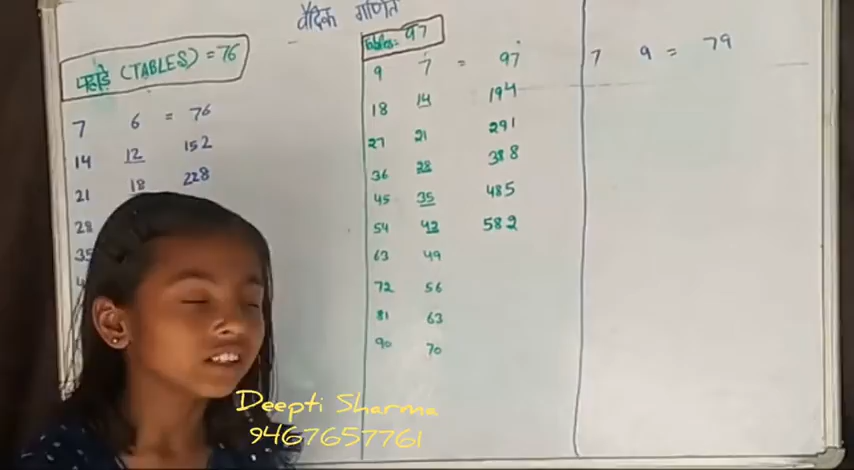 वैदिक गणित
पहाड़े (TABLES) = 76
7 6 = 76
14 12 152
21 18 228
28
35
Tables = 97
9 7 = 97
18 14 194
27 21 291
36 28 388
45 35 485
54 42 582
63 49
72 56
81 63
90 70
7 9 = 79
Deepti Sharma
9467657761